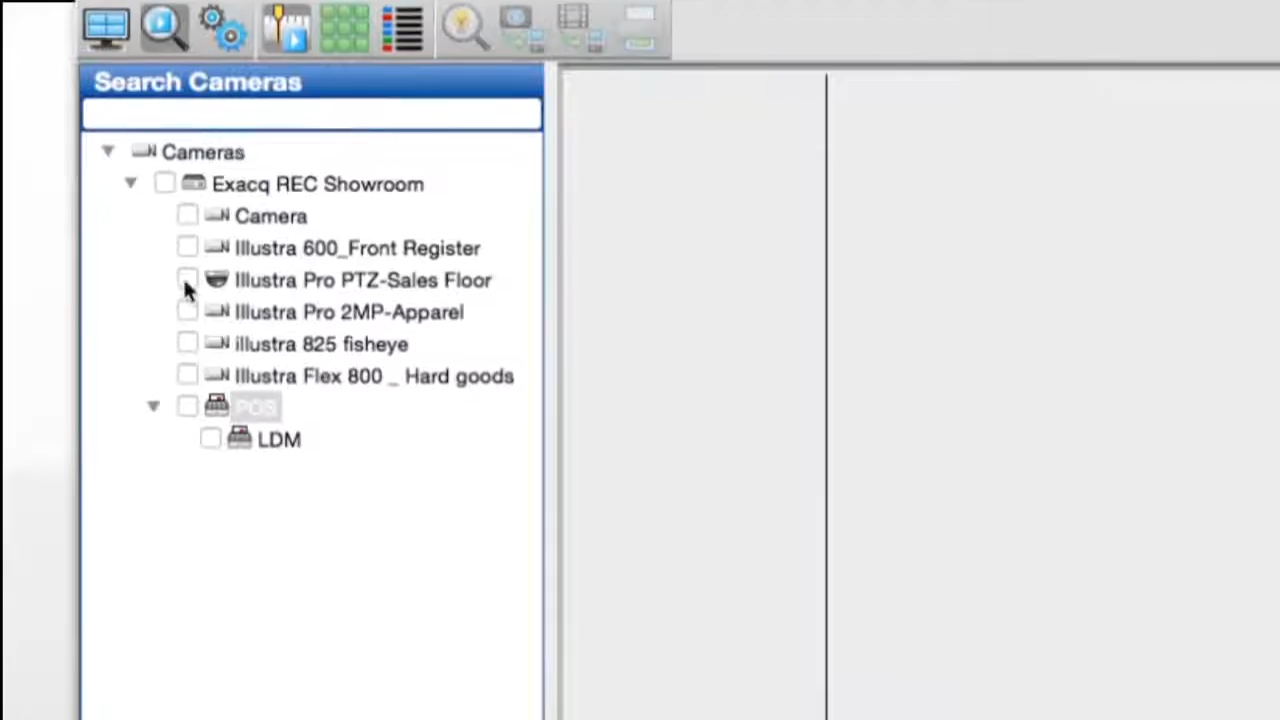 Search Cameras
Cameras
Exacq REC Showroom
Camera
Illustra 600_Front Register
Illustra Pro PTZ-Sales Floor
Illustra Pro 2MP-Apparel
illustra 825 fisheye
Illustra Flex 800 _ Hard goods
POS
LDM